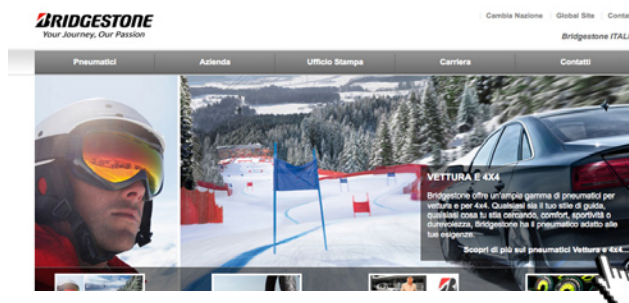 BRIDGESTONE
Your Journey, Our Passion
Cambia Nazione | Global Site | Conta
Bridgestone ITALI
Pneumatici Azienda Ufficio Stampa Carriera Contatti
VETTURA E 4X4
Bridgestone offre un'ampia gamma di pneumatici per
vettura e per 4x4. Qualsiasi sia il tuo stile di guida,
qualsiasi cosa tu stia cercando, comfort, sportività o
durevolezza, Bridgestone ha il pneumatico adatto alle
tue esigenze.
Scopri di più sui pneumatici Vettura e 4x4